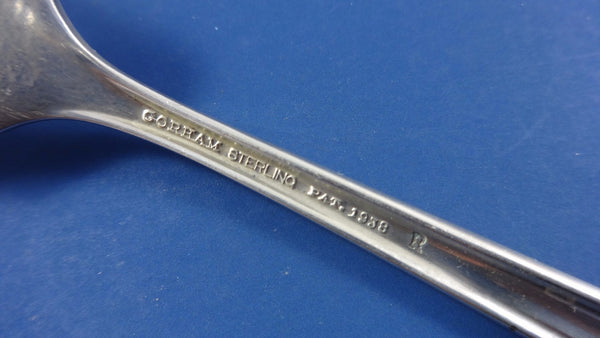 GORHAM STERLING PAT. 1938 R